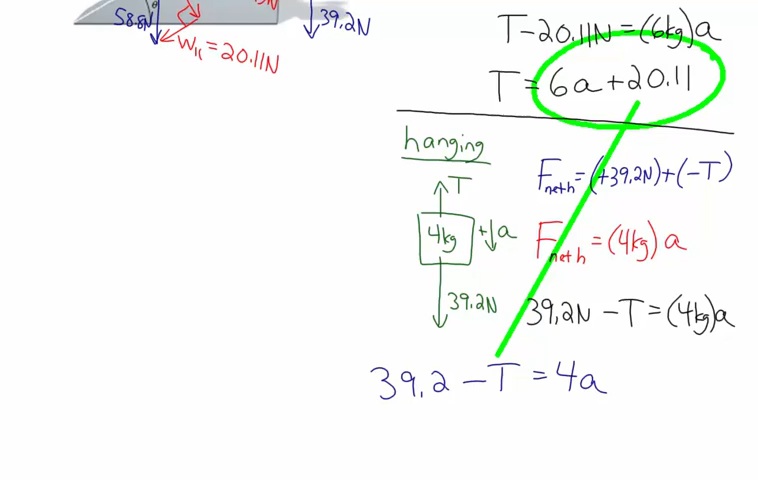 58.8N
θ
39.2N
W₁₁ = 20.11N
T - 20.11N = (6kg)a
T = 6a + 20.11
hanging
T
4kg
+↓a
39.2N
Fnet h = (+39.2N) + (-T)
Fnet h = (4kg)a
39.2N - T = (4kg)a
39.2 - T = 4a